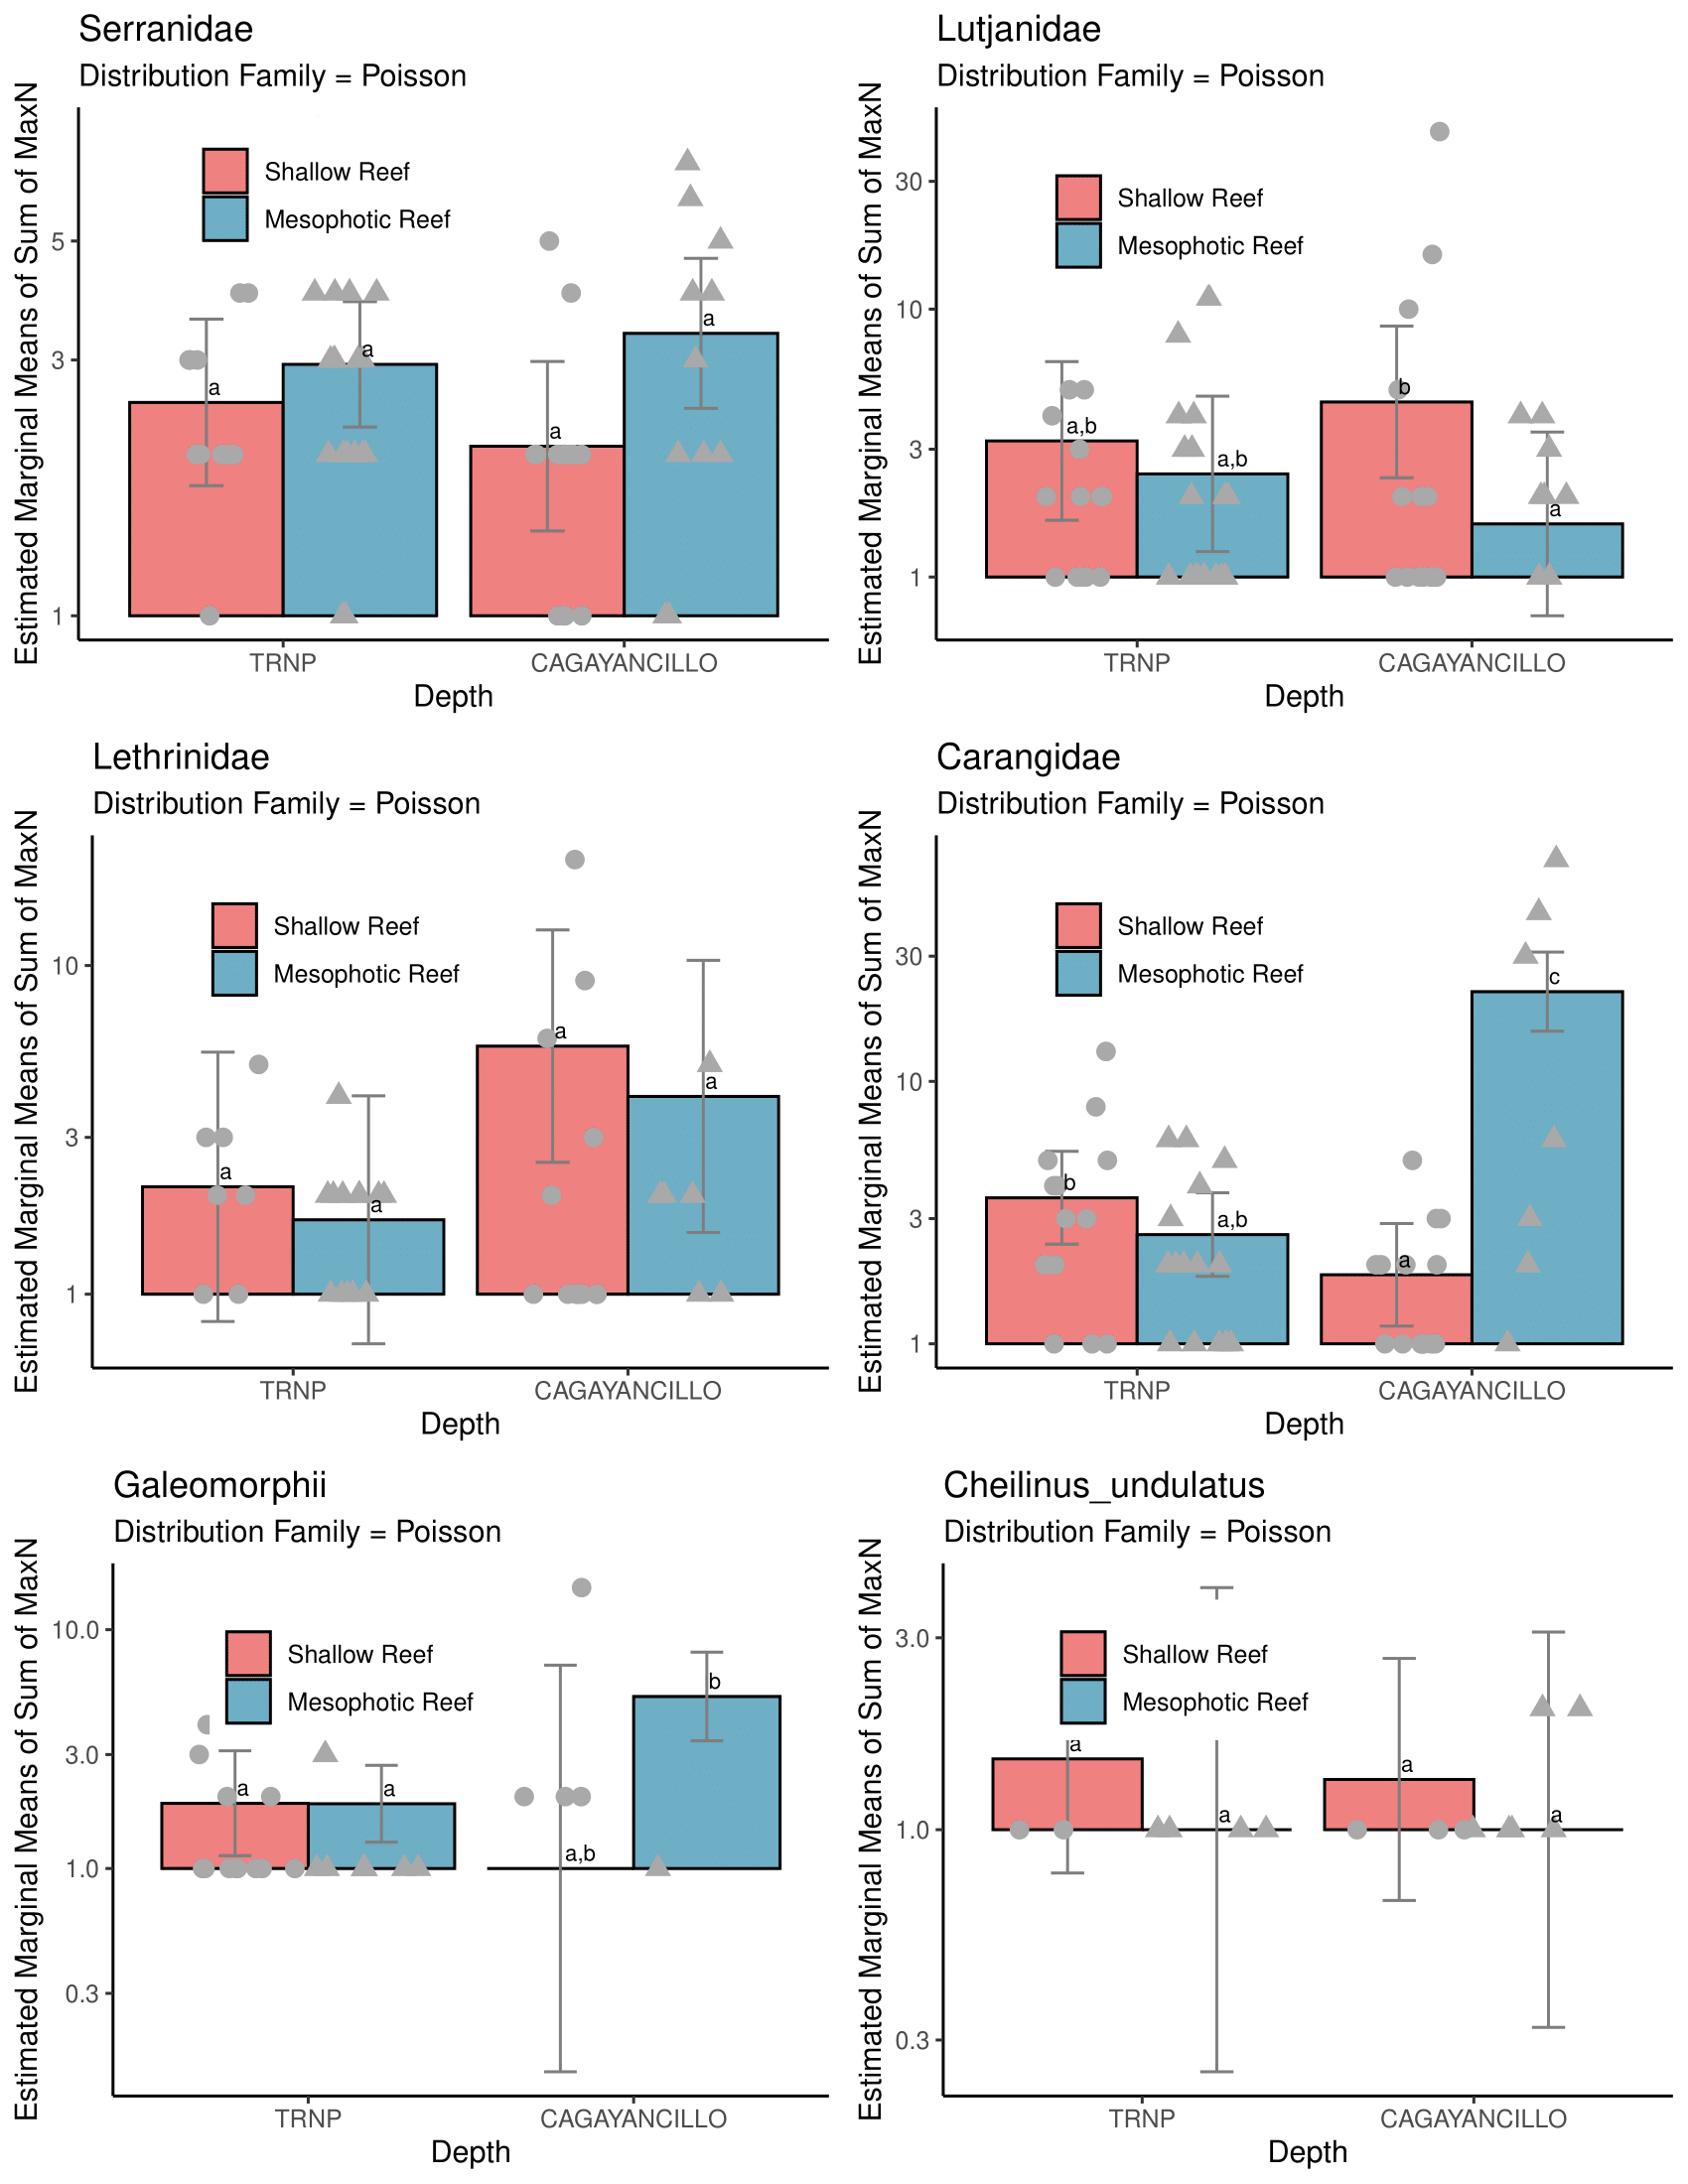 Serranidae
Distribution Family = Poisson
Estimated Marginal Means of Sum of MaxN
Shallow Reef
Mesophotic Reef
5
3
1
a
a
a
a
TRNP
CAGAYANCILLO
Depth
Lutjanidae
Distribution Family = Poisson
Estimated Marginal Means of Sum of MaxN
Shallow Reef
Mesophotic Reef
30
10
3
1
a,b
a,b
b
a
TRNP
CAGAYANCILLO
Depth
Lethrinidae
Distribution Family = Poisson
Estimated Marginal Means of Sum of MaxN
Shallow Reef
Mesophotic Reef
10
3
1
a
a
a
a
TRNP
CAGAYANCILLO
Depth
Carangidae
Distribution Family = Poisson
Estimated Marginal Means of Sum of MaxN
Shallow Reef
Mesophotic Reef
30
10
3
1
b
a,b
a
c
TRNP
CAGAYANCILLO
Depth
Galeomorphii
Distribution Family = Poisson
Estimated Marginal Means of Sum of MaxN
Shallow Reef
Mesophotic Reef
10.0
3.0
1.0
0.3
a
a
a,b
b
TRNP
CAGAYANCILLO
Depth
Cheilinus_undulatus
Distribution Family = Poisson
Estimated Marginal Means of Sum of MaxN
Shallow Reef
Mesophotic Reef
3.0
1.0
0.3
a
a
a
a
TRNP
CAGAYANCILLO
Depth